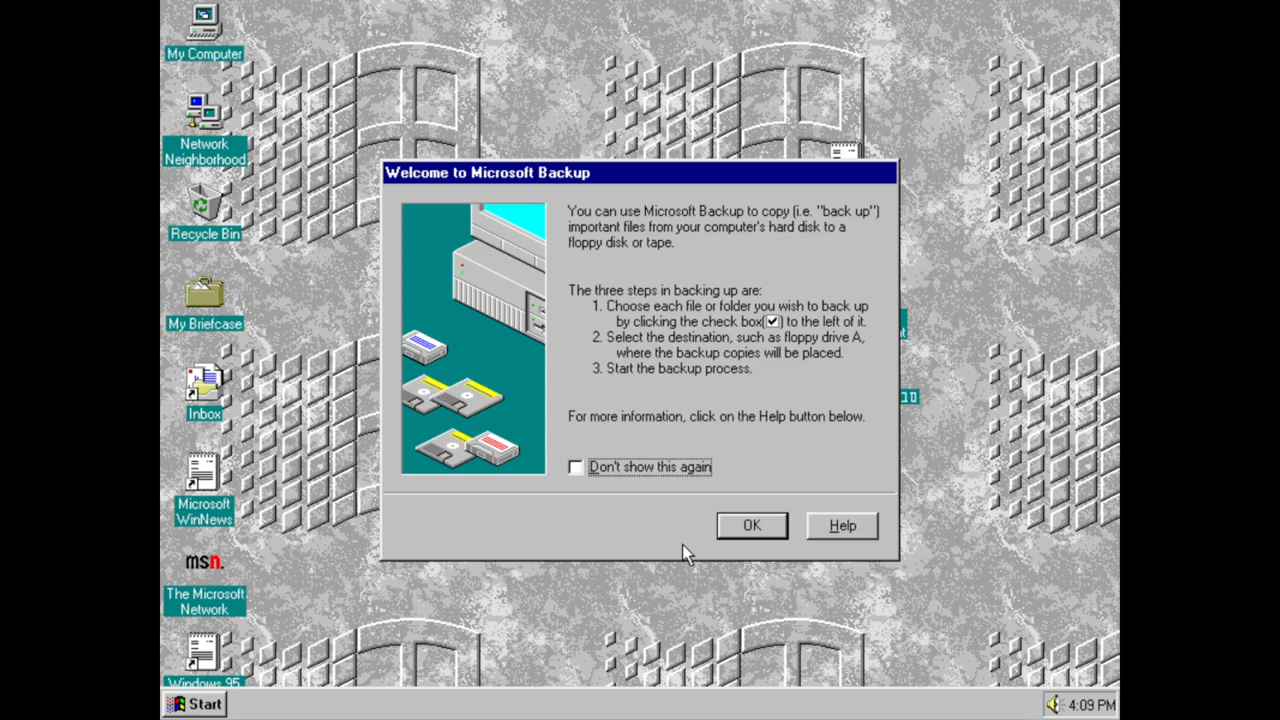 My Computer
Network
Neighborhood
Recycle Bin
My Briefcase
Inbox
Microsoft
WinNews
msn.
The Microsoft
Network
Windows 95
Welcome to Microsoft Backup
You can use Microsoft Backup to copy (i.e. "back up")
important files from your computer's hard disk to a
floppy disk or tape.
The three steps in backing up are:
1. Choose each file or folder you wish to back up
by clicking the check box( ) to the left of it.
2. Select the destination, such as floppy drive A,
where the backup copies will be placed.
3. Start the backup process.
For more information, click on the Help button below.
Don't show this again
OK
Help
Start
4:09 PM